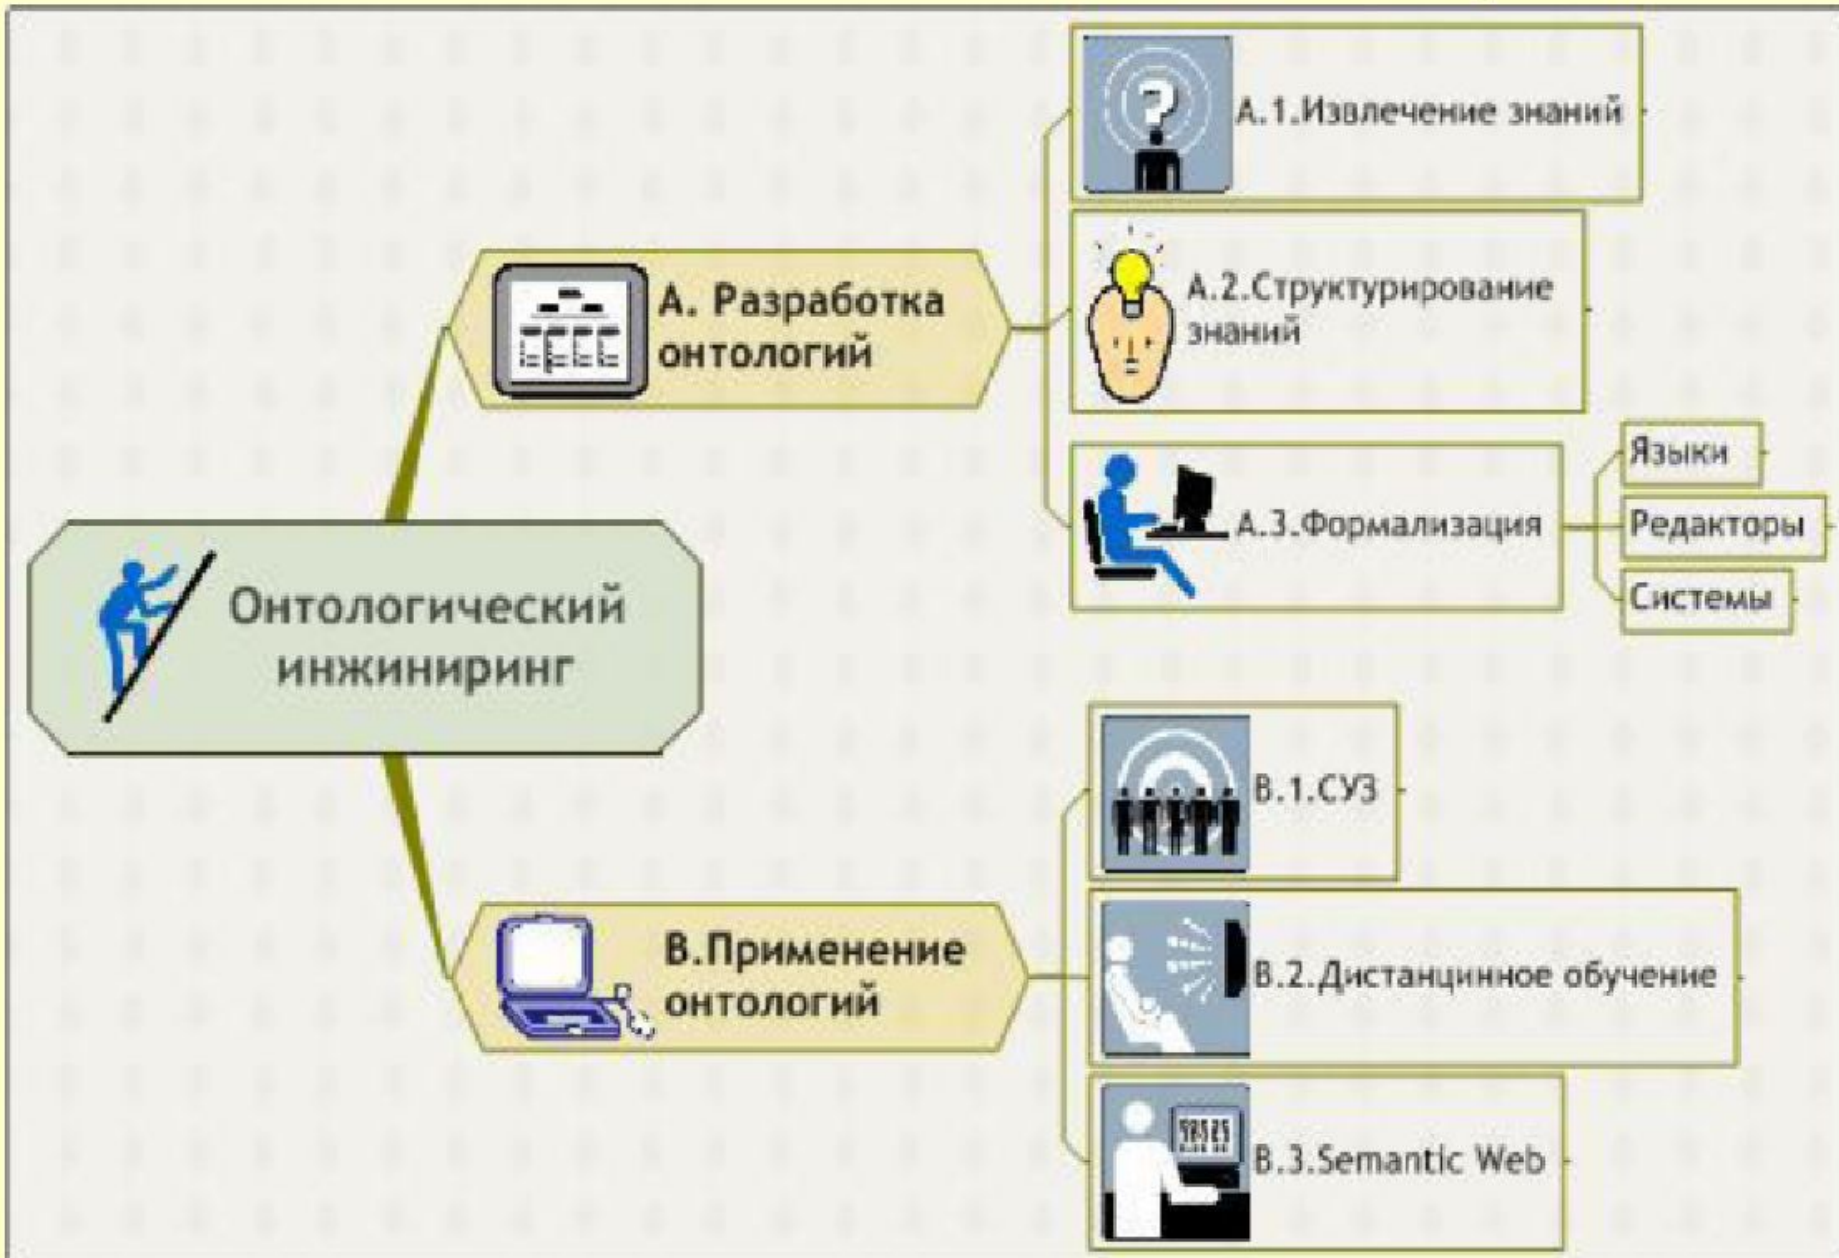 Онтологический
инжиниринг
А. Разработка
онтологий
А.1.Извлечение знаний
А.2.Структурирование
знаний
А.3.Формализация
Языки
Редакторы
Системы
В.Применение
онтологий
В.1.СУЗ
В.2.Дистанцинное обучение
В.3.Semantic Web